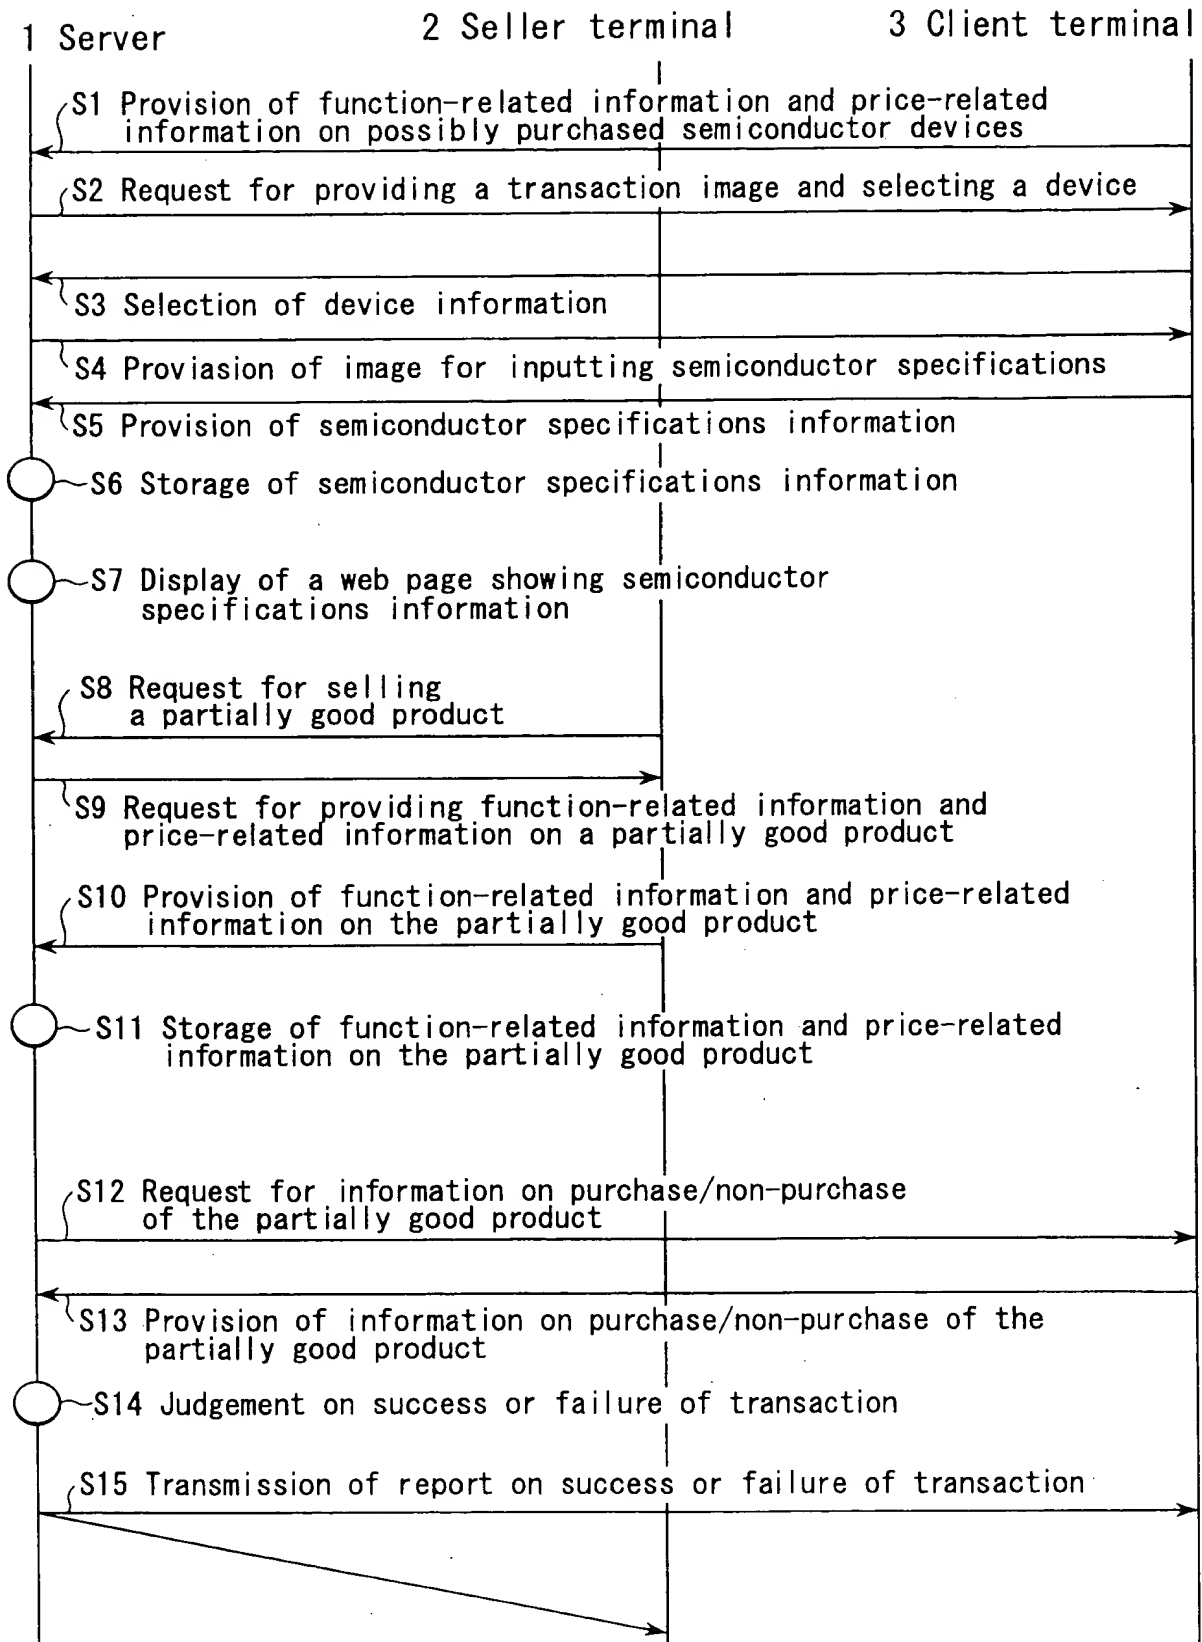 1 Server
2 Seller terminal
3 Client terminal
S1 Provision of function-related information and price-related
information on possibly purchased semiconductor devices
S2 Request for providing a transaction image and selecting a device
S3 Selection of device information
S4 Proviasion of image for inputting semiconductor specifications
S5 Provision of semiconductor specifications information
S6 Storage of semiconductor specifications information
S7 Display of a web page showing semiconductor
specifications information
S8 Request for selling
a partially good product
S9 Request for providing function-related information and
price-related information on a partially good product
S10 Provision of function-related information and price-related
information on the partially good product
S11 Storage of function-related information and price-related
information on the partially good product
S12 Request for information on purchase/non-purchase
of the partially good product
S13 Provision of information on purchase/non-purchase of the
partially good product
S14 Judgement on success or failure of transaction
S15 Transmission of report on success or failure of transaction